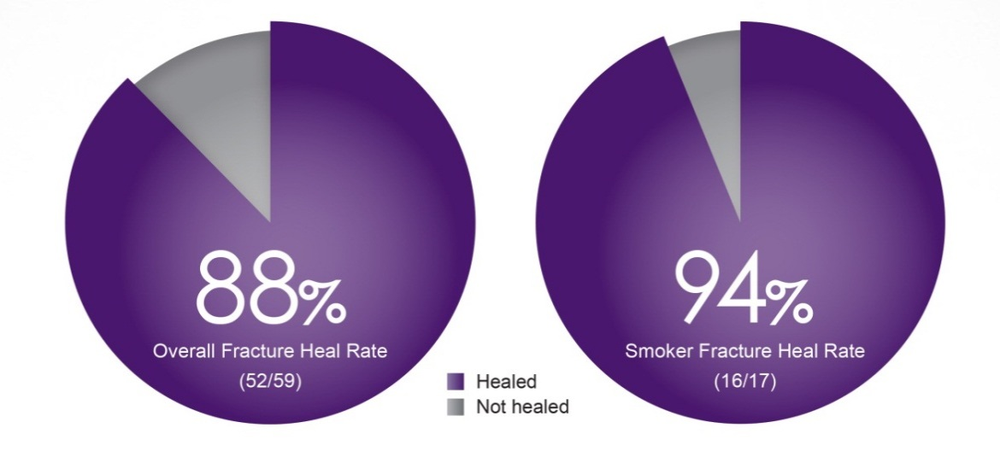 88%
Overall Fracture Heal Rate
(52/59)
94%
Smoker Fracture Heal Rate
(16/17)
Healed
Not healed